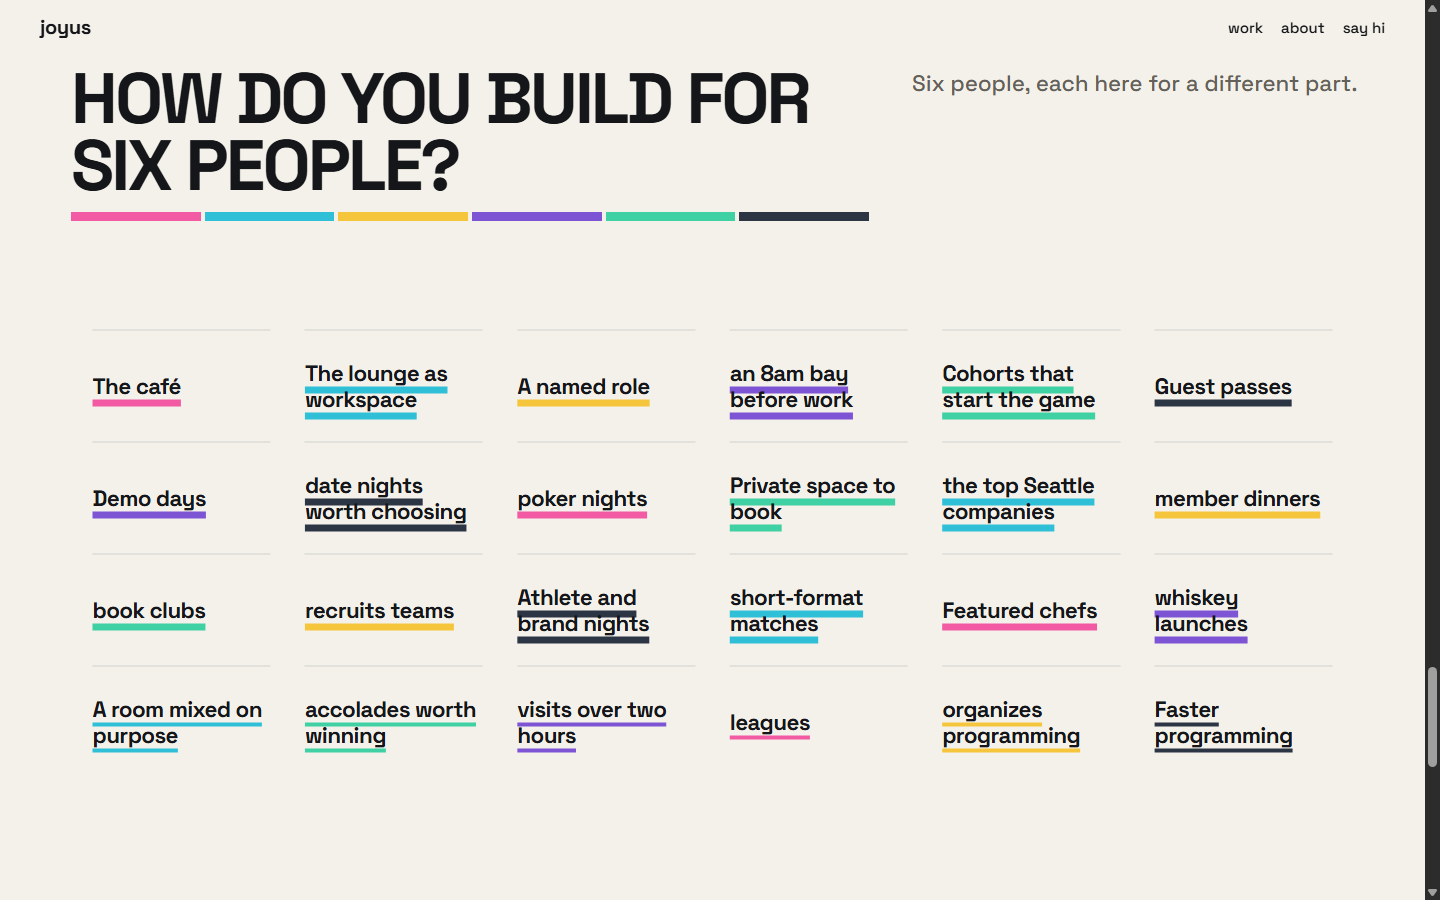 joyus
work about say hi
HOW DO YOU BUILD FOR
SIX PEOPLE?
Six people, each here for a different part.
The café
The lounge as
workspace
A named role
an 8am bay
before work
Cohorts that
start the game
Guest passes
Demo days
date nights
worth choosing
poker nights
Private space to
book
the top Seattle
companies
member dinners
book clubs
recruits teams
Athlete and
brand nights
short-format
matches
Featured chefs
whiskey
launches
A room mixed on
purpose
accolades worth
winning
visits over two
hours
leagues
organizes
programming
Faster
programming